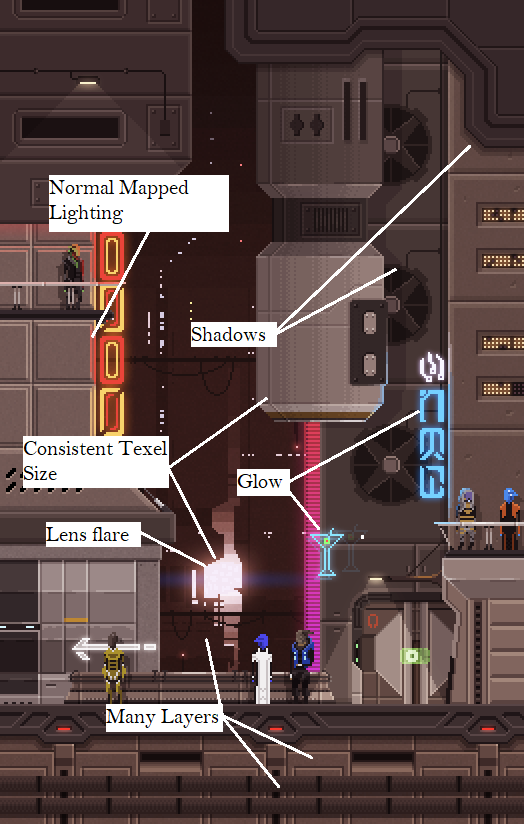 Normal Mapped
Lighting
Shadows
Consistent Texel
Size
Glow
Lens flare
Many Layers